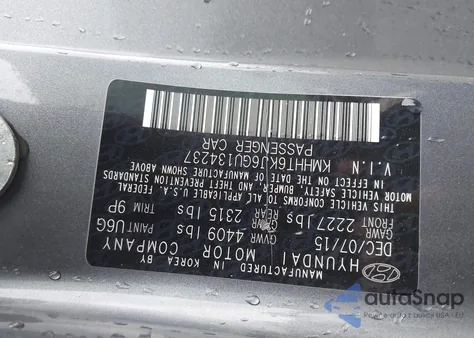 MANUFACTURED IN KOREA BY
HYUNDAI MOTOR COMPANY
DEC/07/15 GVWR 4409 lbs PAINT U6G
GAWR FRONT 2227 lbs GAWR REAR 2315 lbs TRIM 9P
THIS VEHICLE CONFORMS TO ALL APPLICABLE U.S.A. FEDERAL
MOTOR VEHICLE SAFETY, BUMPER, AND THEFT PREVENTION STANDARDS
IN EFFECT ON THE DATE OF MANUFACTURE SHOWN ABOVE
V.I.N KMHHT6KJ6GU134237
PASSENGER CAR
autoSnap
USA i EU